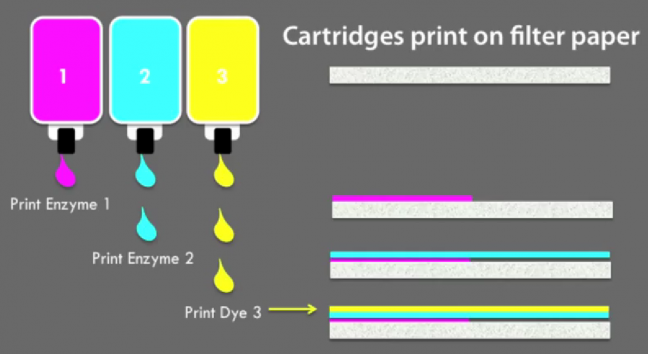 Cartridges print on filter paper
1
2
3
Print Enzyme 1
Print Enzyme 2
Print Dye 3